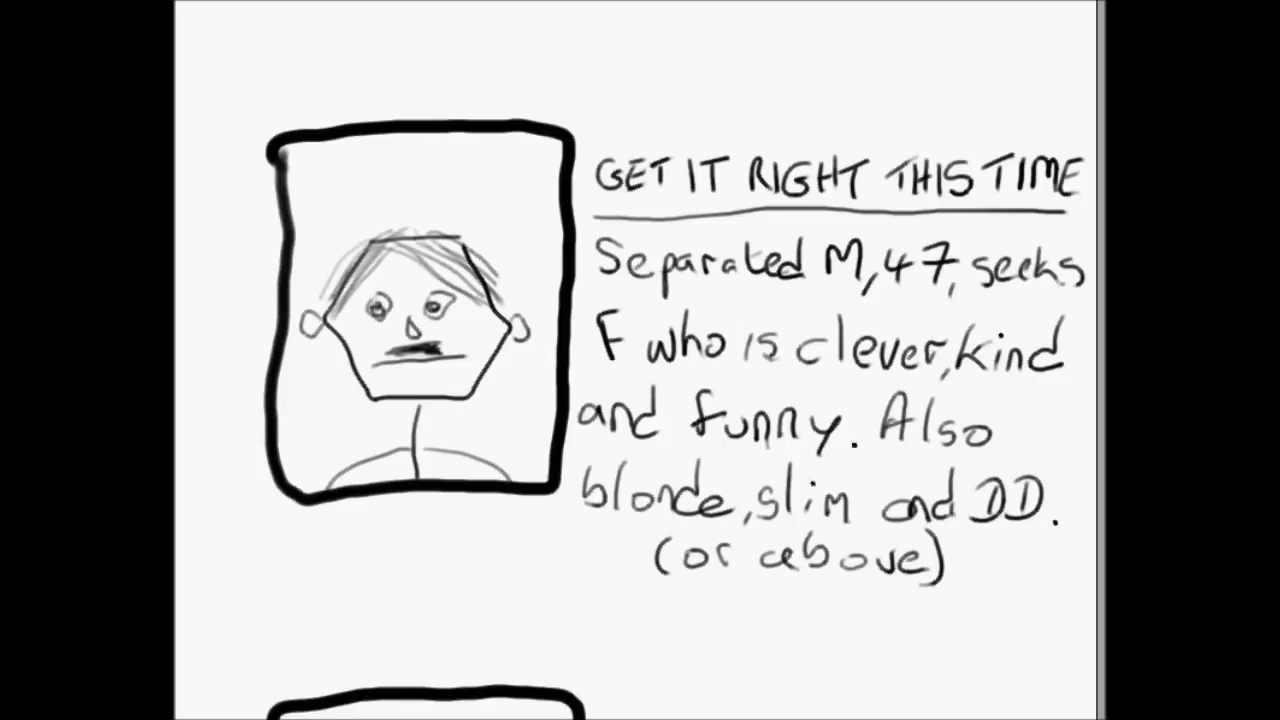 GET IT RIGHT THIS TIME
Separated M, 47, seeks
F who is clever, kind
and funny. Also
blonde, slim and DD.
(or above)